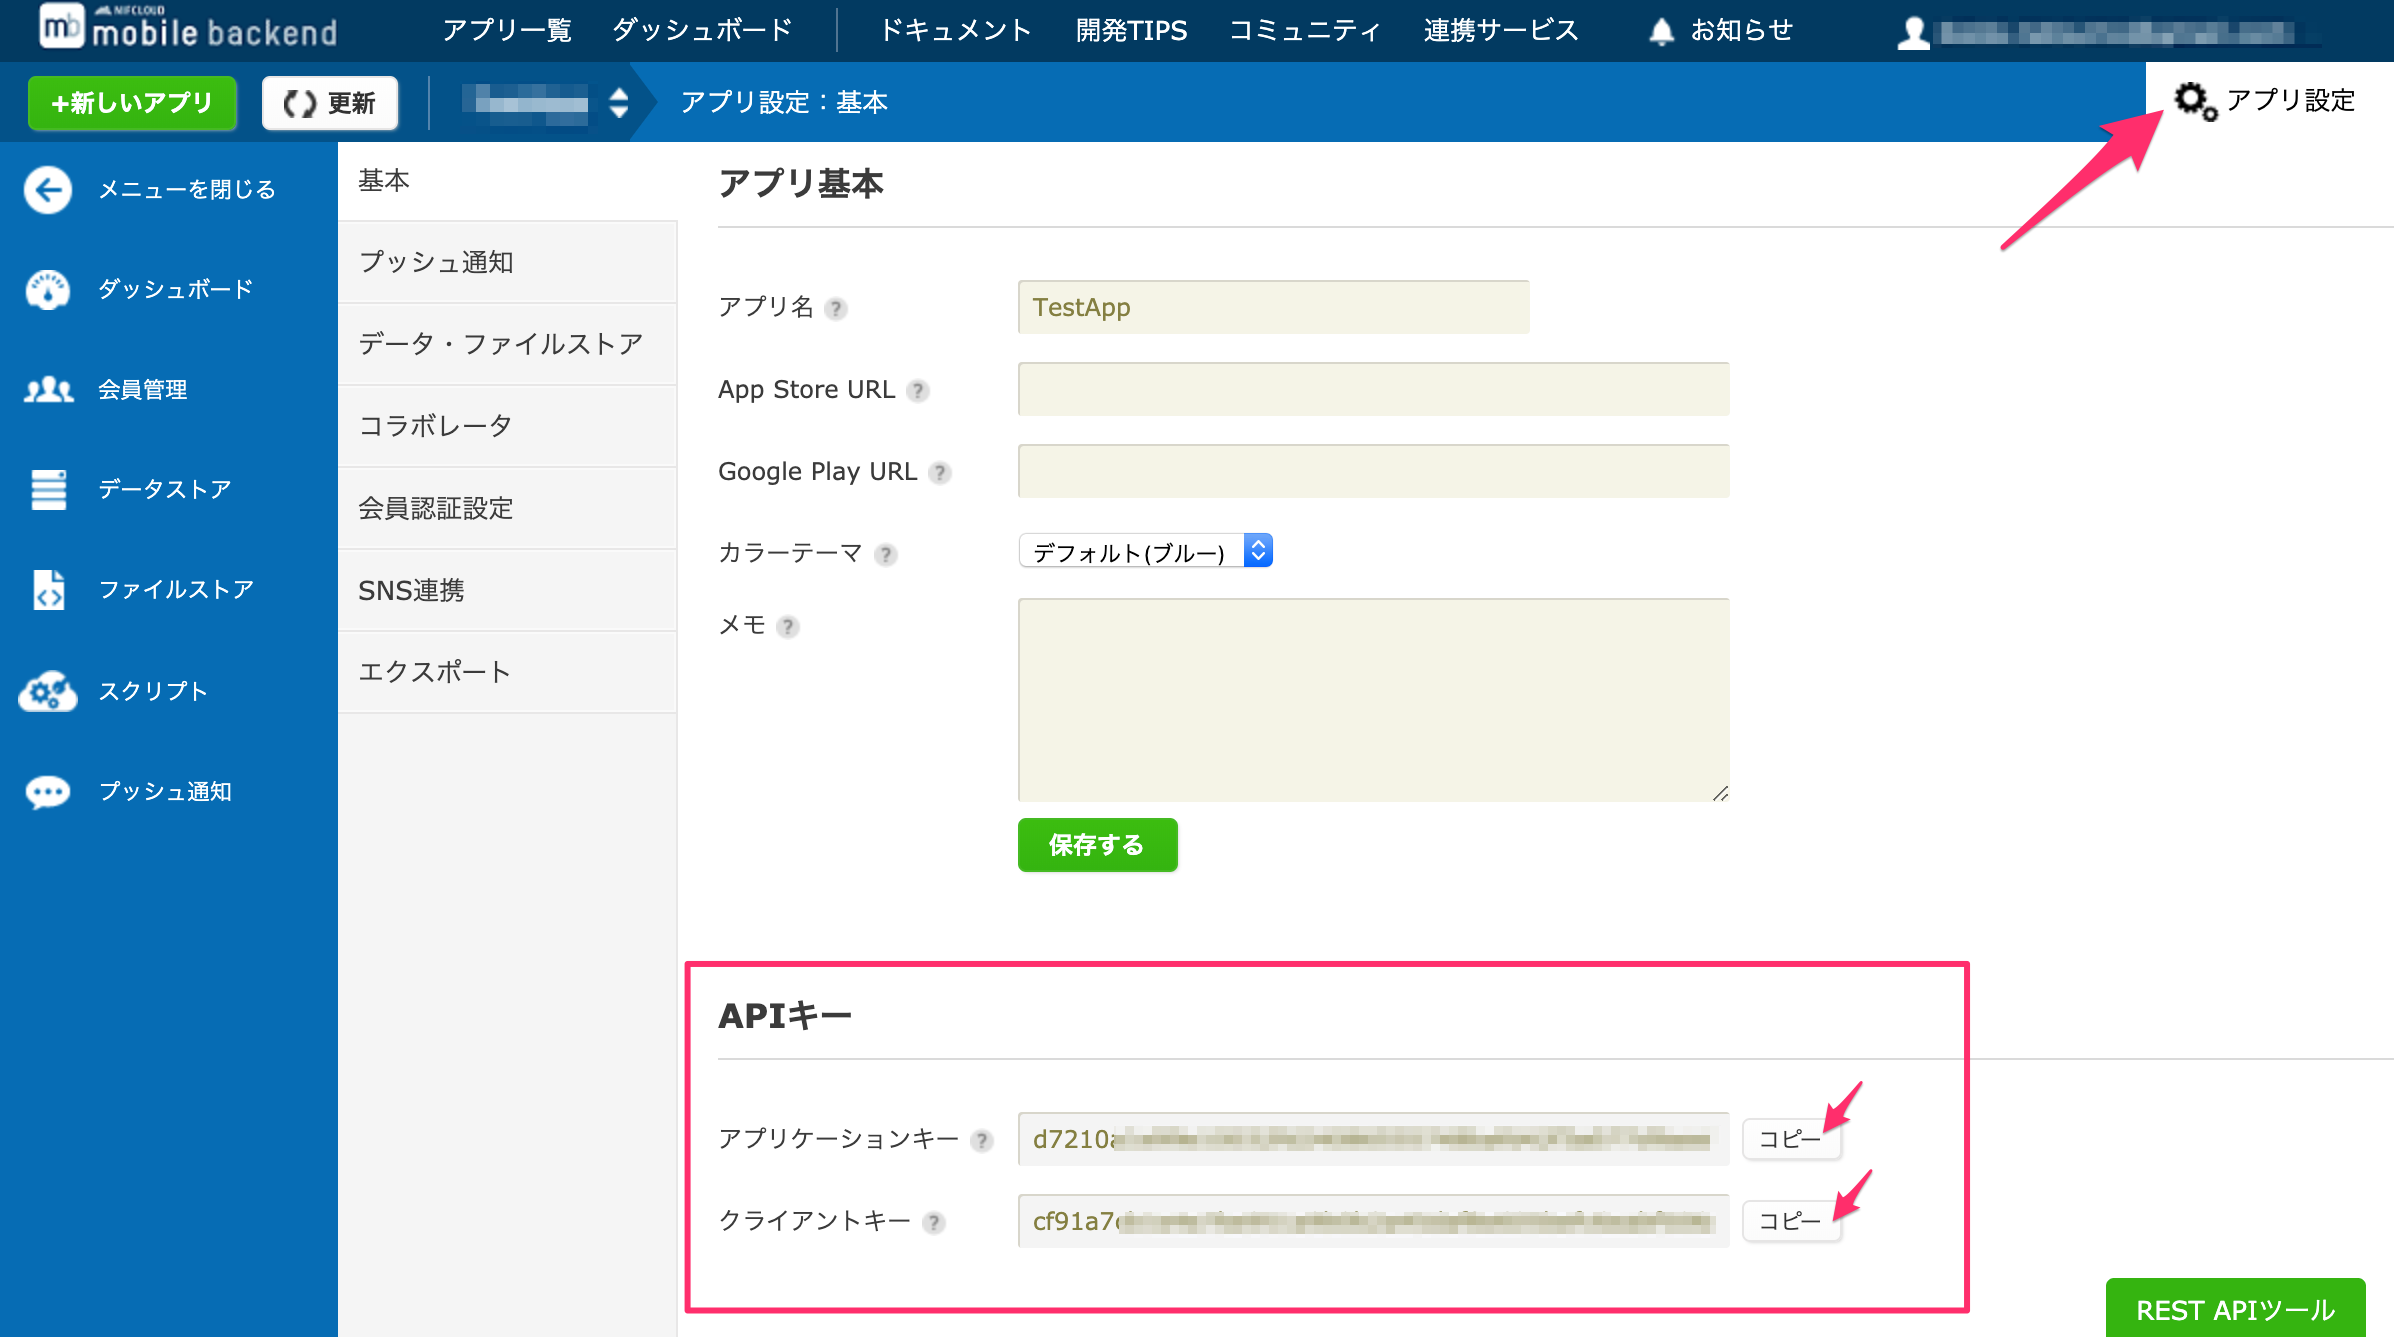 NIFCLOUD
mb mobile backend
アプリ一覧 ダッシュボード ドキュメント 開発TIPS コミュニティ 連携サービス お知らせ
+新しいアプリ 更新 アプリ設定：基本 アプリ設定
メニューを閉じる
ダッシュボード
会員管理
データストア
ファイルストア
スクリプト
プッシュ通知
基本
プッシュ通知
データ・ファイルストア
コラボレータ
会員認証設定
SNS連携
エクスポート
アプリ基本
アプリ名 ? TestApp
App Store URL ?
Google Play URL ?
カラーテーマ ? デフォルト(ブルー)
メモ ?
保存する
APIキー
アプリケーションキー ? d7210a コピー
クライアントキー ? cf91a7 コピー
REST APIツール